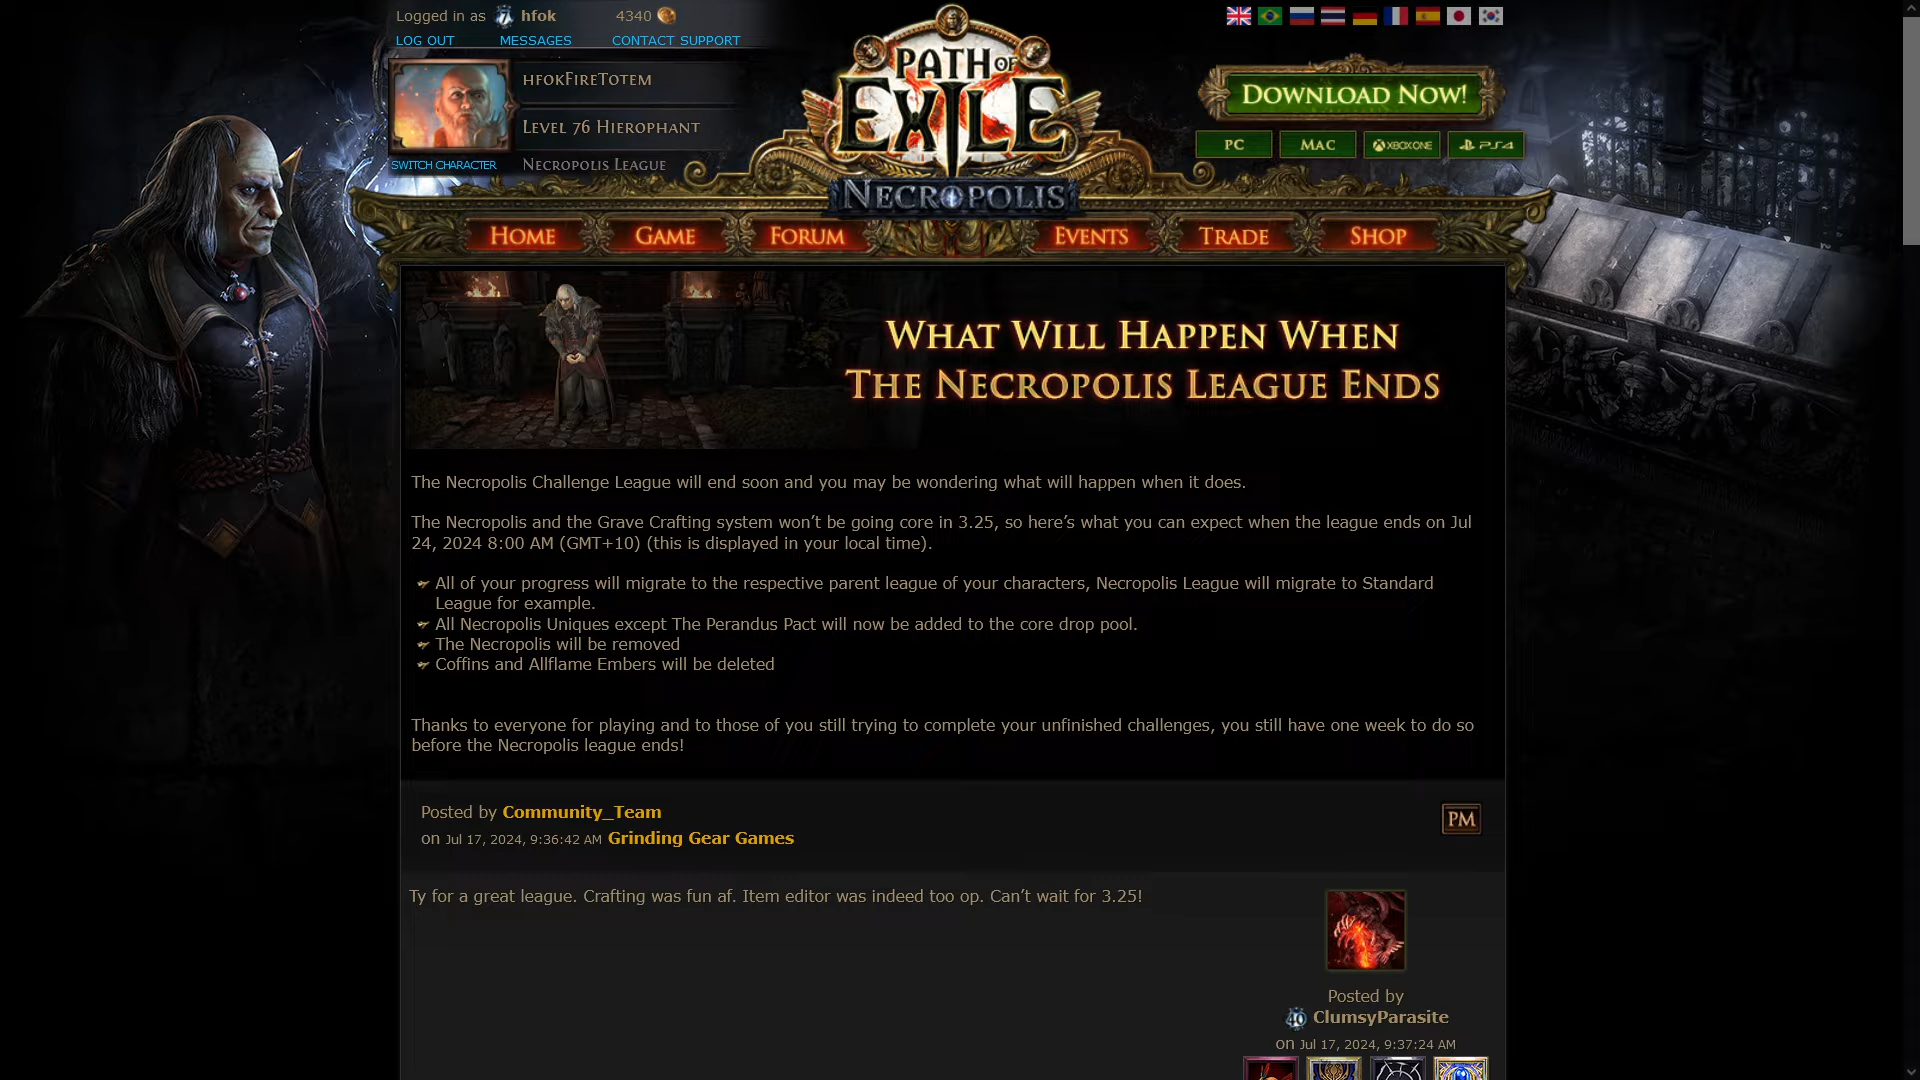 Logged in as hfok 4340
LOG OUT MESSAGES CONTACT SUPPORT
hfokFireTotem
Level 76 Hierophant
SWITCH CHARACTER Necropolis League
PATH OF
EXILE
NECROPOLIS
Download Now!
PC Mac XBOX ONE PS4
Home Game Forum Events Trade Shop
What Will Happen When
The Necropolis League Ends
The Necropolis Challenge League will end soon and you may be wondering what will happen when it does.
The Necropolis and the Grave Crafting system won’t be going core in 3.25, so here’s what you can expect when the league ends on Jul
24, 2024 8:00 AM (GMT+10) (this is displayed in your local time).
All of your progress will migrate to the respective parent league of your characters, Necropolis League will migrate to Standard
League for example.
All Necropolis Uniques except The Perandus Pact will now be added to the core drop pool.
The Necropolis will be removed
Coffins and Allflame Embers will be deleted
Thanks to everyone for playing and to those of you still trying to complete your unfinished challenges, you still have one week to do so
before the Necropolis league ends!
Posted by Community_Team
on Jul 17, 2024, 9:36:42 AM Grinding Gear Games
PM
Ty for a great league. Crafting was fun af. Item editor was indeed too op. Can’t wait for 3.25!
Posted by
40 ClumsyParasite
on Jul 17, 2024, 9:37:24 AM